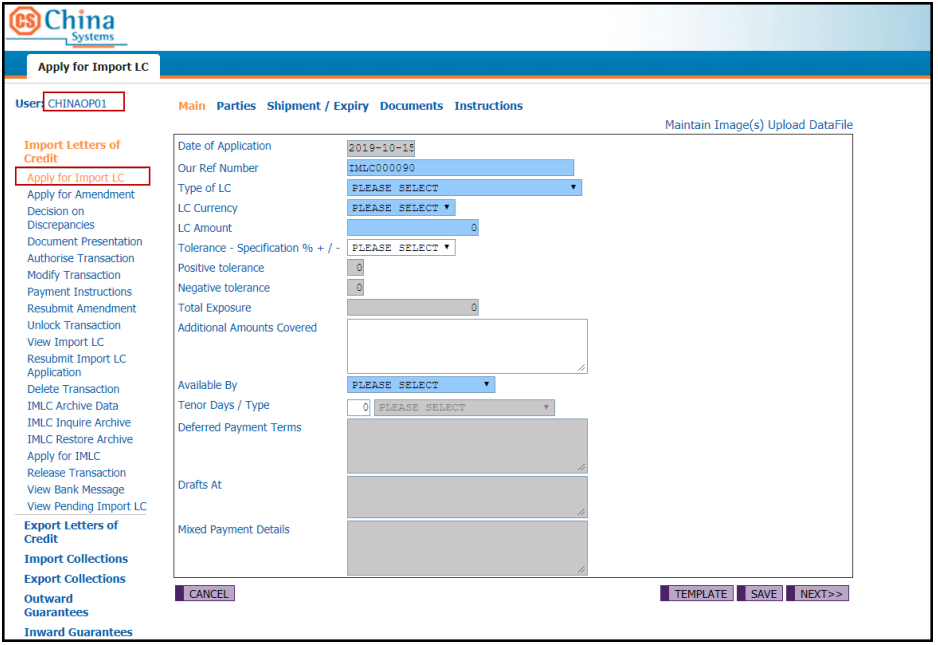 CS China
Systems
Apply for Import LC
User: CHINAOP01
Main Parties Shipment / Expiry Documents Instructions
Maintain Image(s) Upload DataFile
Import Letters of
Credit
Apply for Import LC
Apply for Amendment
Decision on
Discrepancies
Document Presentation
Authorise Transaction
Modify Transaction
Payment Instructions
Resubmit Amendment
Unlock Transaction
View Import LC
Resubmit Import LC
Application
Delete Transaction
IMLC Archive Data
IMLC Inquire Archive
IMLC Restore Archive
Apply for IMLC
Release Transaction
View Bank Message
View Pending Import LC
Export Letters of
Credit
Import Collections
Export Collections
Outward
Guarantees
Inward Guarantees
Date of Application 2019-10-15
Our Ref Number IMLC000090
Type of LC PLEASE SELECT
LC Currency PLEASE SELECT
LC Amount 0
Tolerance - Specification % + / - PLEASE SELECT
Positive tolerance 0
Negative tolerance 0
Total Exposure 0
Additional Amounts Covered
Available By PLEASE SELECT
Tenor Days / Type 0 PLEASE SELECT
Deferred Payment Terms
Drafts At
Mixed Payment Details
CANCEL TEMPLATE SAVE NEXT>>